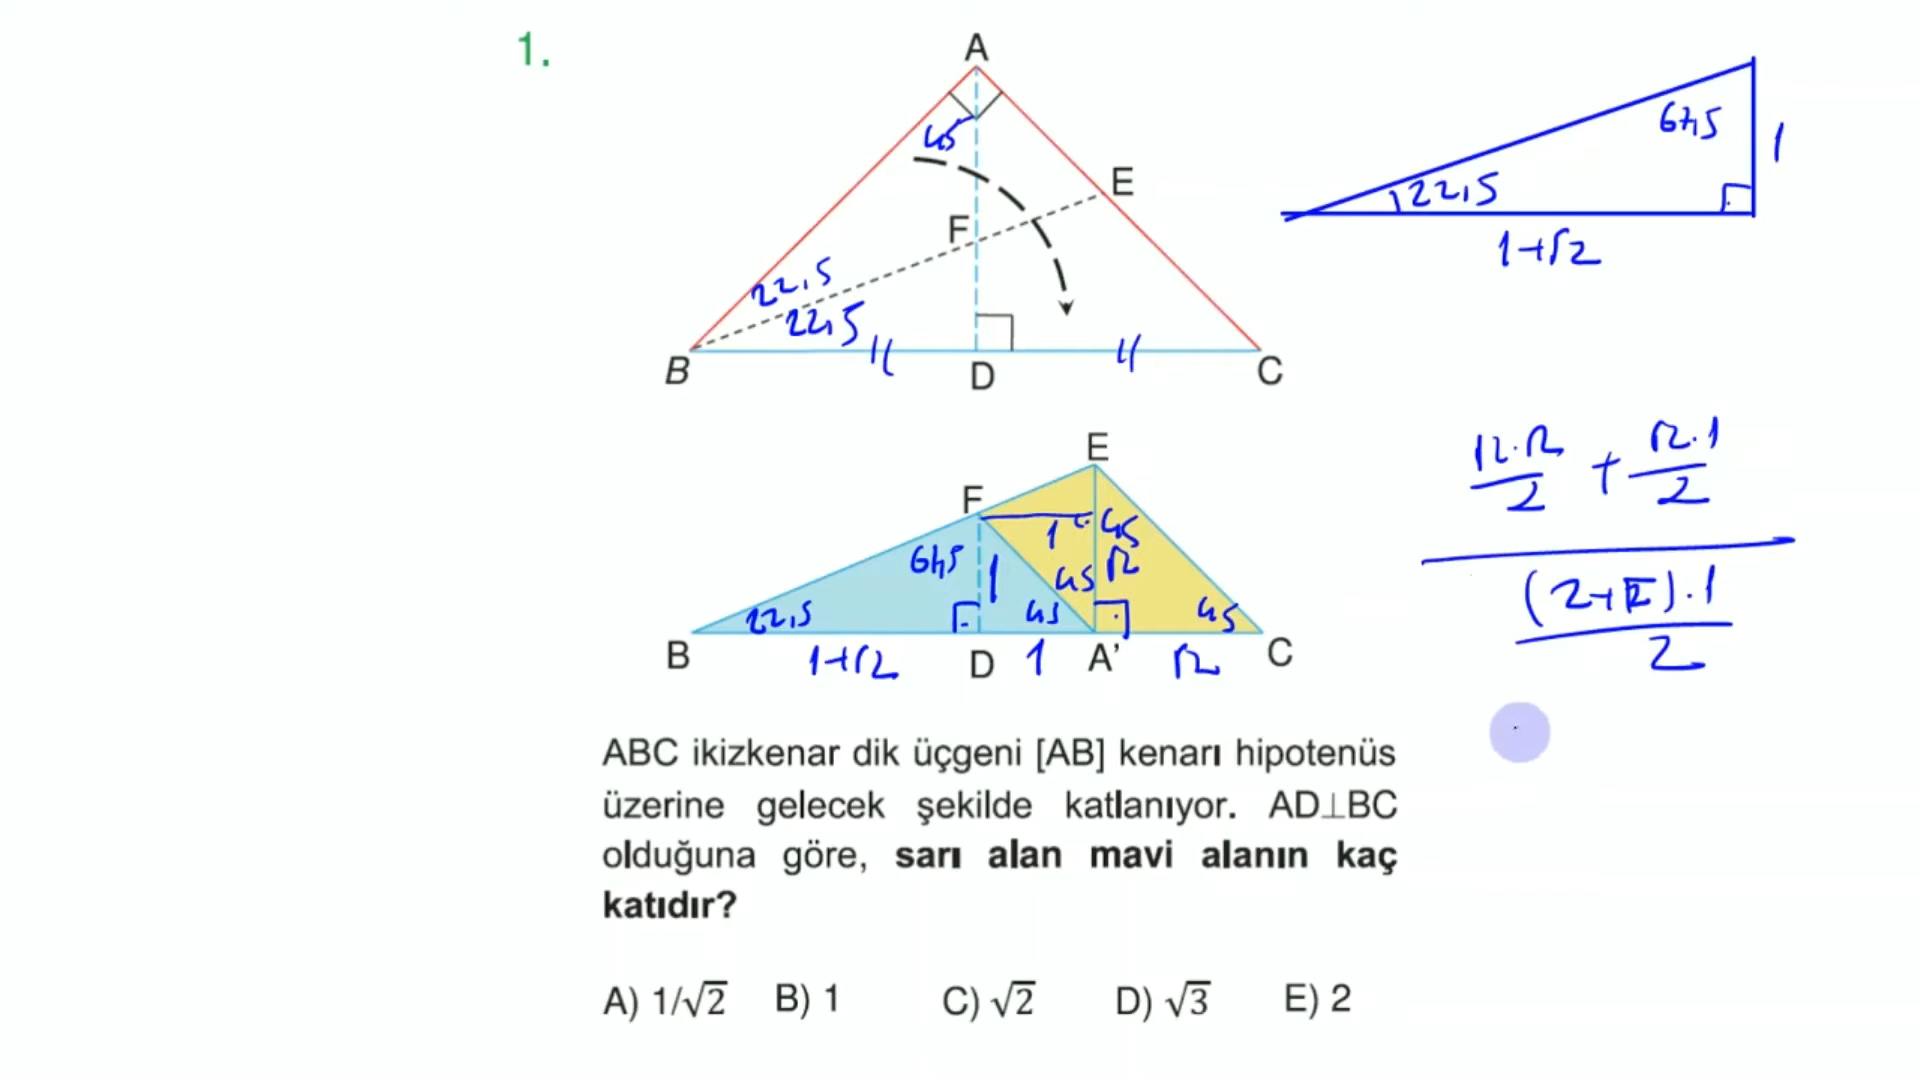 1.
A
45
E
F
22,5
22,5
B
D
C
67,5
22,5
1
1+√2
E
F
1
45
67,5
1
45
√2
22,5
45
45
B
1+√2
D
1
A'
√2
C
√2.√2
2
+
√2.1
2
(2+√2).1
2
ABC ikizkenar dik üçgeni [AB] kenarı hipotenüs
üzerine gelecek şekilde katlanıyor. AD⊥BC
olduğuna göre, sarı alan mavi alanın kaç
katıdır?
A) 1/√2 B) 1 C) √2 D) √3 E) 2